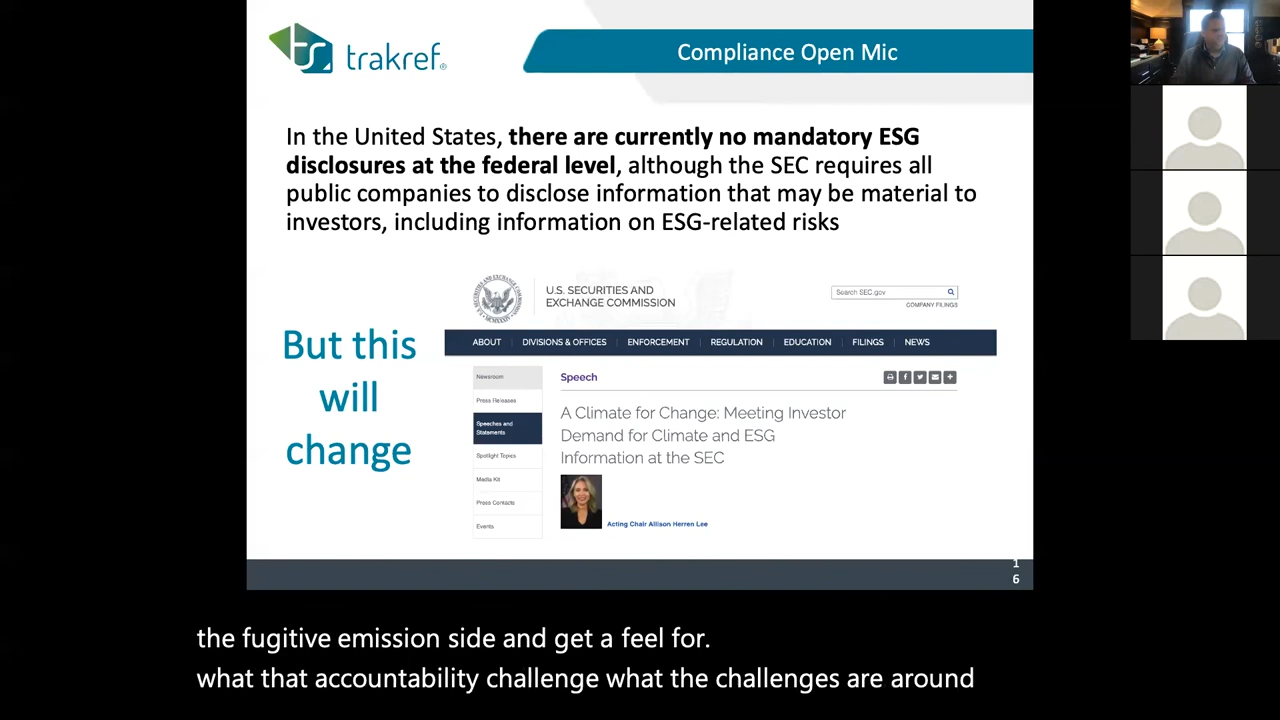 trakref
Compliance Open Mic
In the United States, there are currently no mandatory ESG
disclosures at the federal level, although the SEC requires all
public companies to disclose information that may be material to
investors, including information on ESG-related risks
But this
will
change
U.S. SECURITIES AND
EXCHANGE COMMISSION
Search SEC.gov
COMPANY FILINGS
ABOUT DIVISIONS & OFFICES ENFORCEMENT REGULATION EDUCATION FILINGS NEWS
Newsroom
Press Releases
Speeches and
Statements
Spotlight Topics
Media Kit
Press Contacts
Events
Speech
A Climate for Change: Meeting Investor
Demand for Climate and ESG
Information at the SEC
Acting Chair Allison Herren Lee
1
6
the fugitive emission side and get a feel for.
what that accountability challenge what the challenges are around